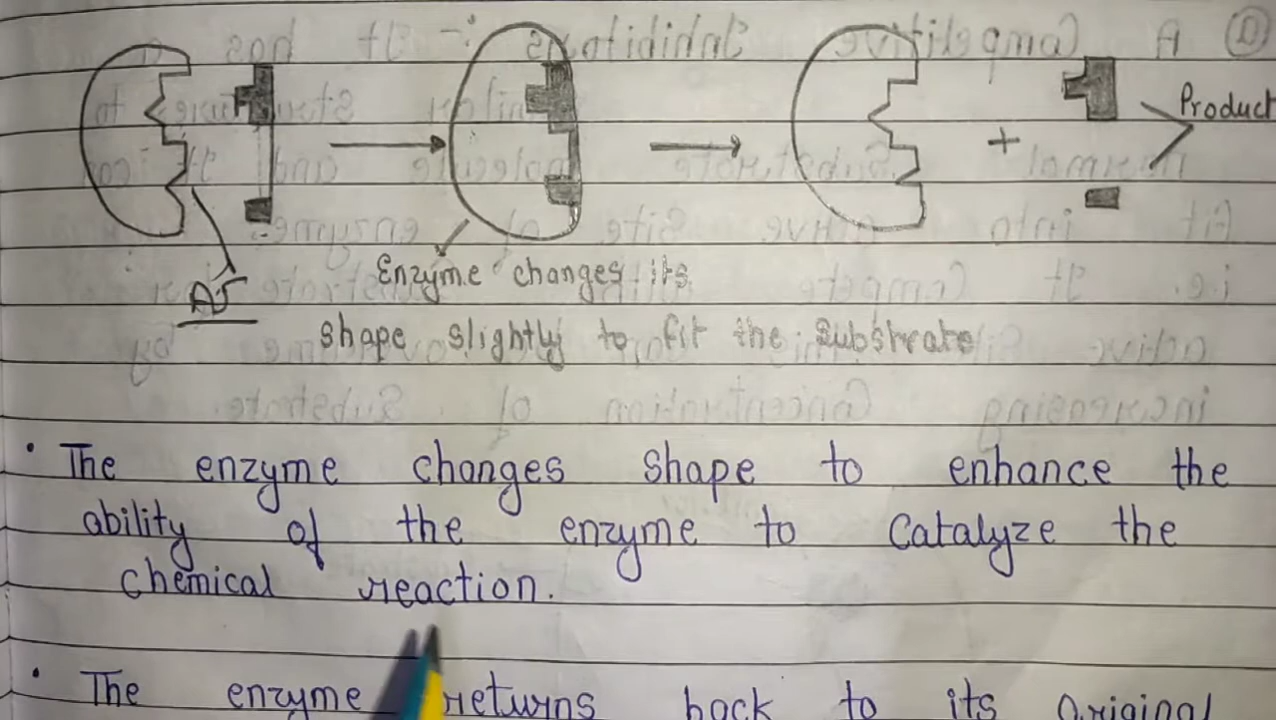 +
Product
AS
Enzyme changes its
shape slightly to fit the substrate
• The enzyme changes shape to enhance the
ability of the enzyme to catalyze the
chemical reaction.
• The enzyme returns back to its original